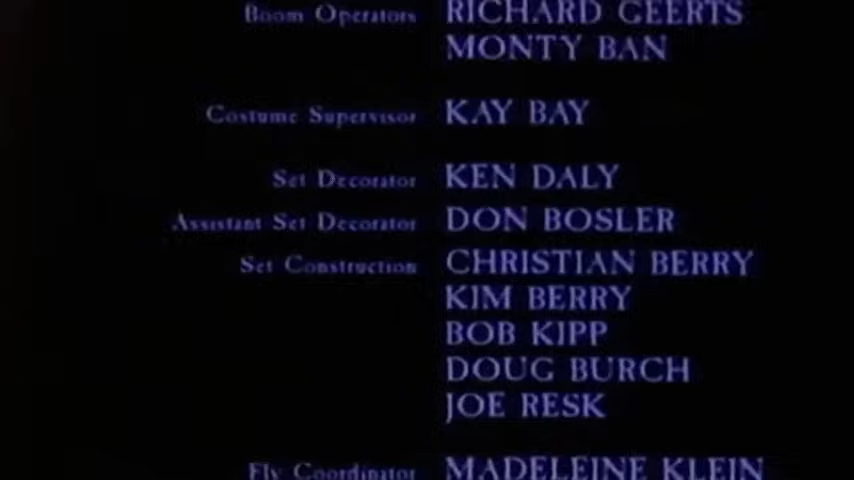 Boom Operators RICHARD GEERTS
MONTY BAN
Costume Supervisor KAY BAY
Set Decorator KEN DALY
Assistant Set Decorator DON BOSLER
Set Construction CHRISTIAN BERRY
KIM BERRY
BOB KIPP
DOUG BURCH
JOE RESK
Fly Coordinator MADELEINE KLEIN